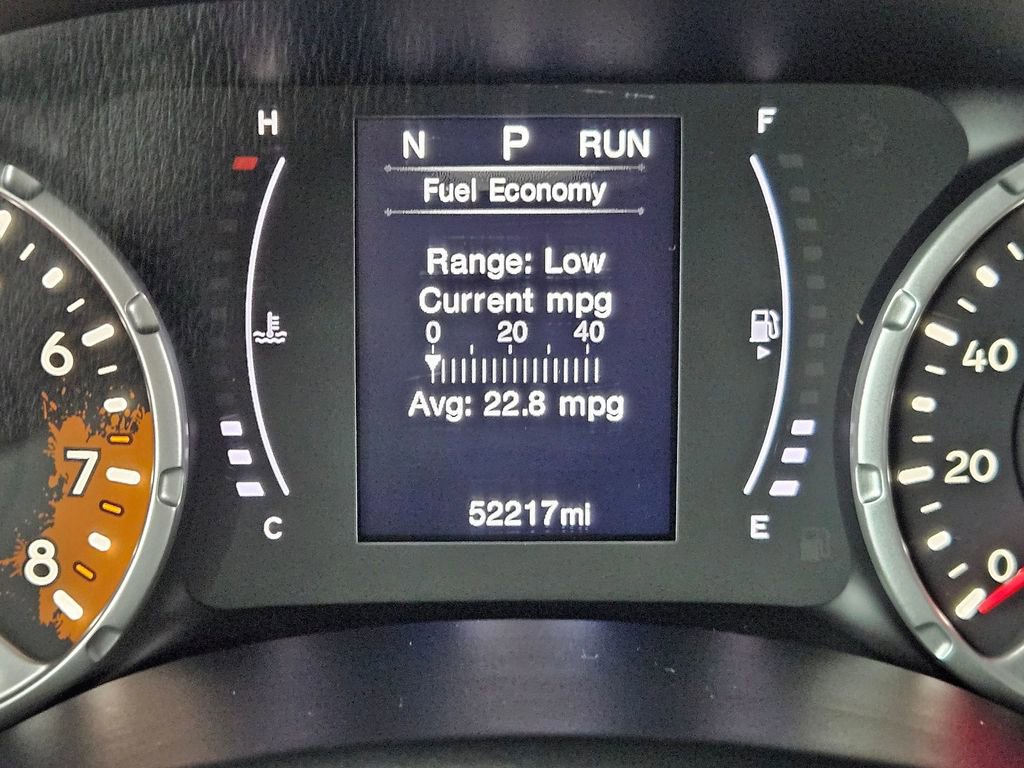 H
F
N P RUN
Fuel Economy
Range: Low
Current mpg
0 20 40
Avg: 22.8 mpg
52217mi
C
E
6
7
8
40
20
0